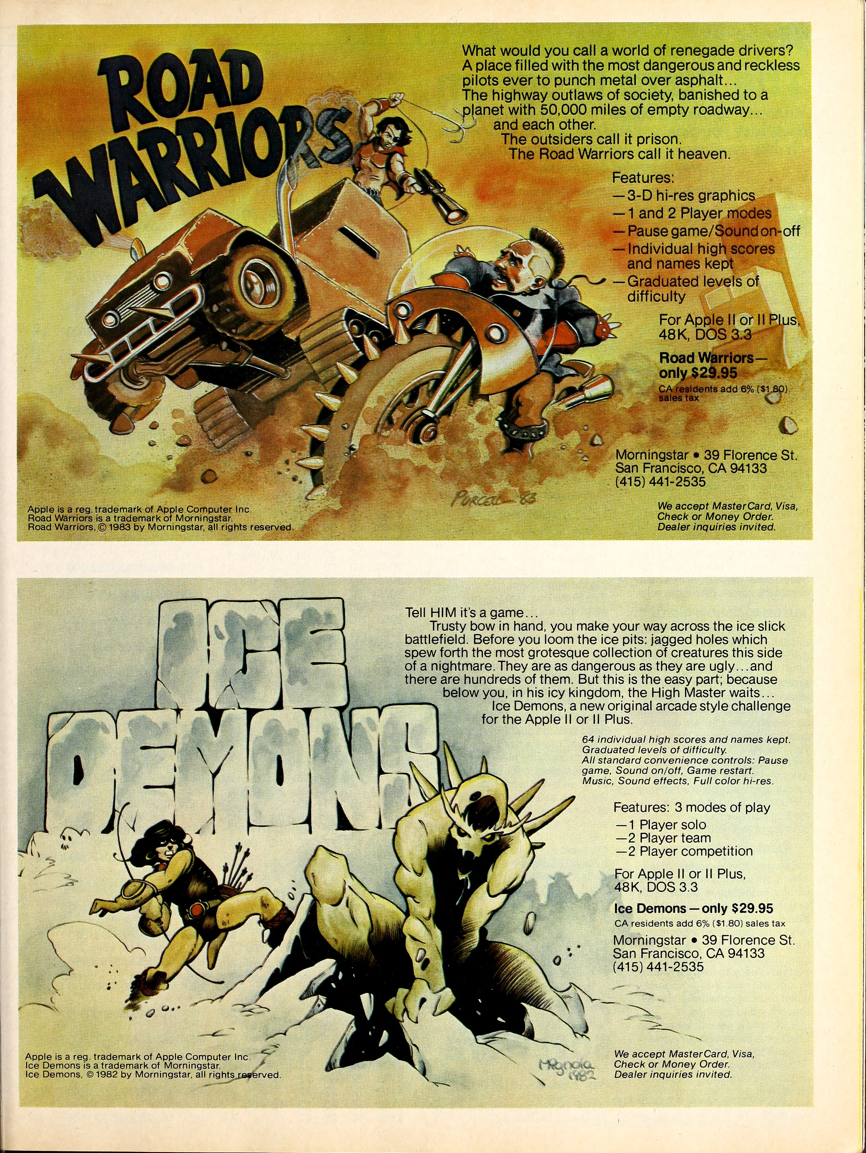 ROAD
WARRIORS
What would you call a world of renegade drivers?
A place filled with the most dangerous and reckless
pilots ever to punch metal over asphalt...
The highway outlaws of society, banished to a
planet with 50,000 miles of empty roadway...
and each other.
The outsiders call it prison.
The Road Warriors call it heaven.
Features:
—3-D hi-res graphics
—1 and 2 Player modes
—Pause game/Sound on-off
—Individual high scores
and names kept
—Graduated levels of
difficulty
For Apple II or II Plus,
48K, DOS 3.3
Road Warriors—
only $29.95
CA residents add 6% ($1.80)
sales tax
Morningstar • 39 Florence St.
San Francisco, CA 94133
(415) 441-2535
PURCELL '83
Apple is a reg. trademark of Apple Computer Inc.
Road Warriors is a trademark of Morningstar.
Road Warriors, © 1983 by Morningstar, all rights reserved.
We accept MasterCard, Visa,
Check or Money Order.
Dealer inquiries invited.
ICE
DEMONS
Tell HIM it's a game...
Trusty bow in hand, you make your way across the ice slick
battlefield. Before you loom the ice pits: jagged holes which
spew forth the most grotesque collection of creatures this side
of a nightmare. They are as dangerous as they are ugly...and
there are hundreds of them. But this is the easy part; because
below you, in his icy kingdom, the High Master waits...
Ice Demons, a new original arcade style challenge
for the Apple II or II Plus.
64 individual high scores and names kept.
Graduated levels of difficulty.
All standard convenience controls: Pause
game, Sound on/off, Game restart.
Music, Sound effects, Full color hi-res.
Features: 3 modes of play
—1 Player solo
—2 Player team
—2 Player competition
For Apple II or II Plus,
48K, DOS 3.3
Ice Demons—only $29.95
CA residents add 6% ($1.80) sales tax
Morningstar • 39 Florence St.
San Francisco, CA 94133
(415) 441-2535
Apple is a reg. trademark of Apple Computer Inc.
Ice Demons is a trademark of Morningstar.
Ice Demons, © 1982 by Morningstar, all rights reserved.
Mignola
1982
We accept MasterCard, Visa,
Check or Money Order.
Dealer inquiries invited.